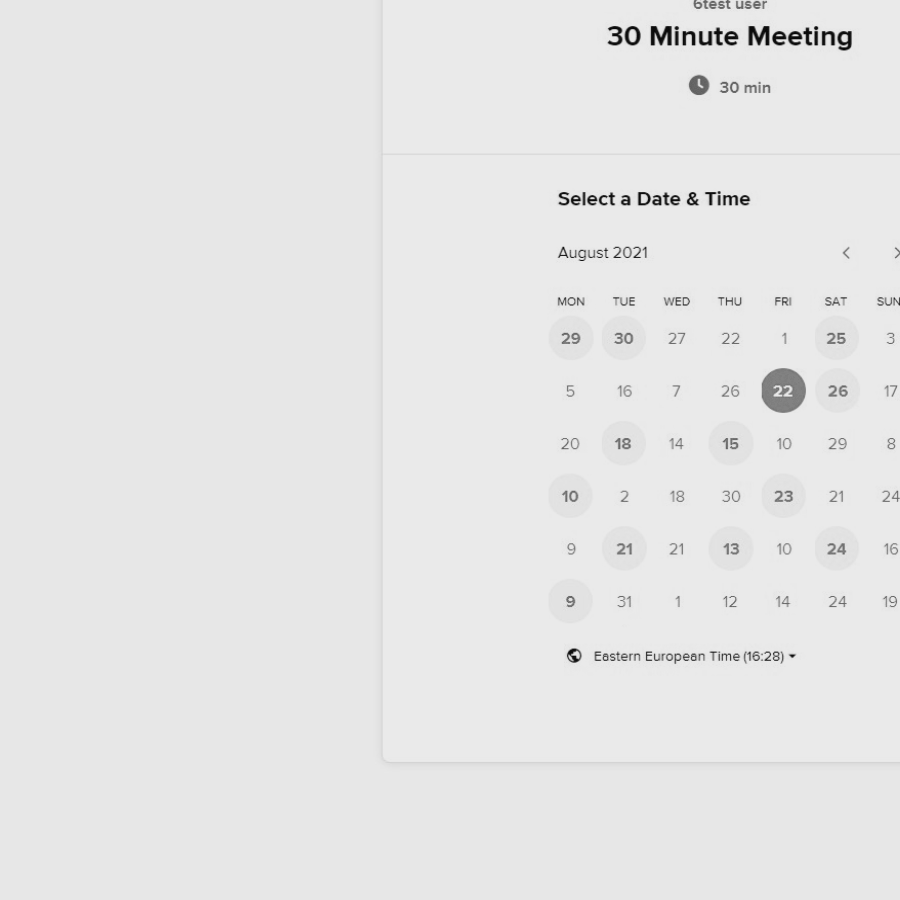 6test user
30 Minute Meeting
30 min
Select a Date & Time
August 2021
MON TUE WED THU FRI SAT SUN
29 30 27 22 1 25 3
5 16 7 26 22 26 17
20 18 14 15 10 29 8
10 2 18 30 23 21 24
9 21 21 13 10 24 16
9 31 1 12 14 24 19
Eastern European Time (16:28)